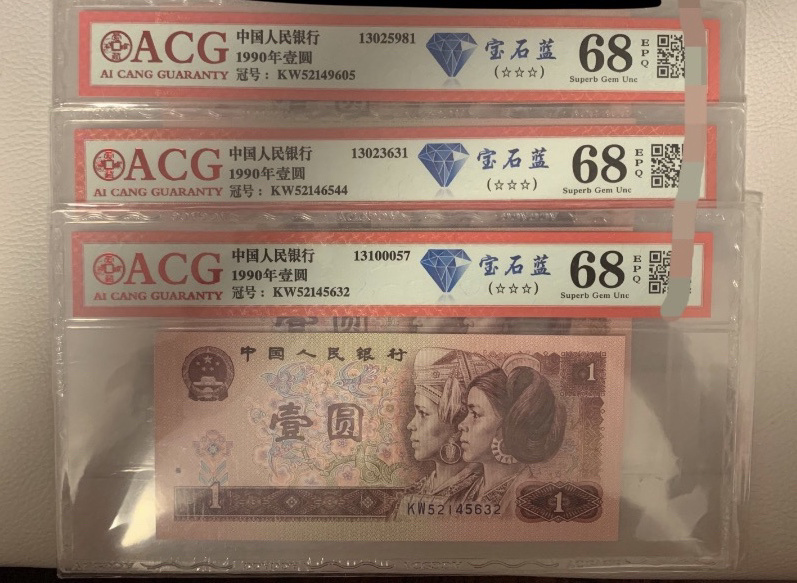 ACG
AI CANG GUARANTY
中国人民银行 13025981
1990年壹圆
冠号： KW52149605
宝石蓝
(☆☆☆)
68
EPQ
Superb Gem Unc
ACG
AI CANG GUARANTY
中国人民银行 13023631
1990年壹圆
冠号： KW52146544
宝石蓝
(☆☆☆)
68
EPQ
Superb Gem Unc
ACG
AI CANG GUARANTY
中国人民银行 13100057
1990年壹圆
冠号： KW52145632
宝石蓝
(☆☆☆)
68
EPQ
Superb Gem Unc
壹圆
中国人民银行
1
壹圆
1
KW52145632
1